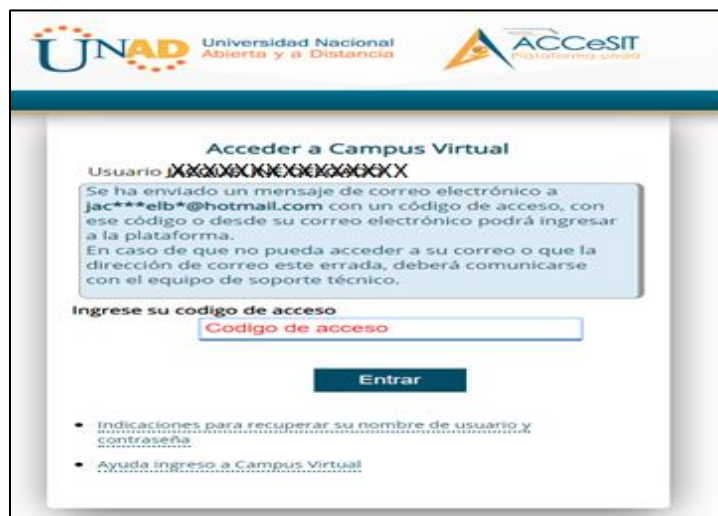 UNAD Universidad Nacional
Abierta y a Distancia
ACCeSIT
Plataforma unad
Acceder a Campus Virtual
Usuario
Se ha enviado un mensaje de correo electrónico a
jac***elb*@hotmail.com con un código de acceso, con
ese código o desde su correo electrónico podrá ingresar
a la plataforma.
En caso de que no pueda acceder a su correo o que la
dirección de correo este errada, deberá comunicarse
con el equipo de soporte técnico.
Ingrese su codigo de acceso
Codigo de acceso
Entrar
Indicaciones para recuperar su nombre de usuario y
contraseña
Ayuda ingreso a Campus Virtual